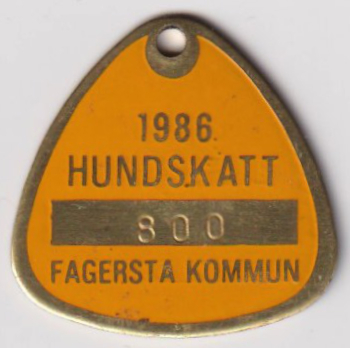 1986
HUNDSKATT
800
FAGERSTA KOMMUN